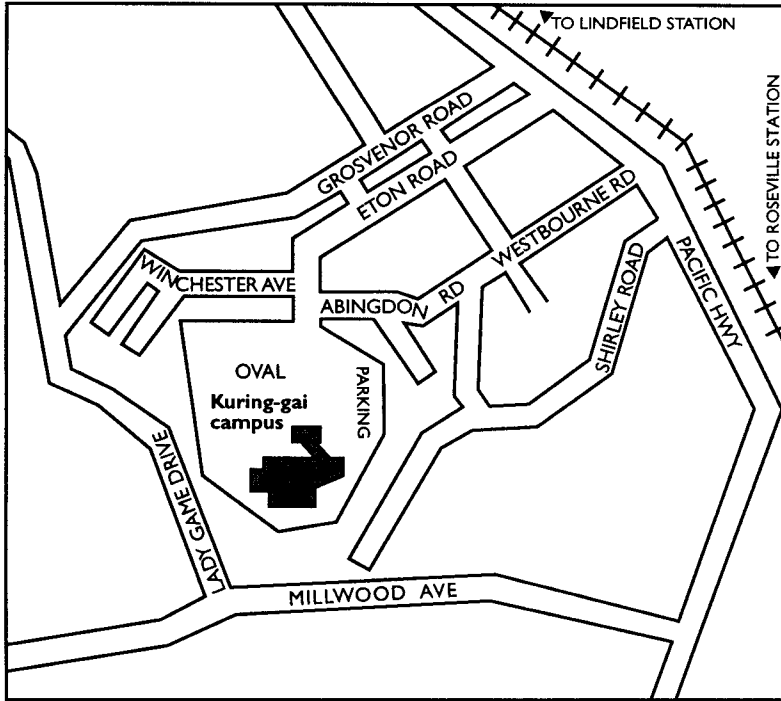 TO LINDFIELD STATION
TO ROSEVILLE STATION
GROSVENOR ROAD
ETON ROAD
WESTBOURNE RD
WINCHESTER AVE
ABINGDON RD
SHIRLEY ROAD
PACIFIC HWY
OVAL
PARKING
Kuring-gai
campus
LADY GAME DRIVE
MILLWOOD AVE